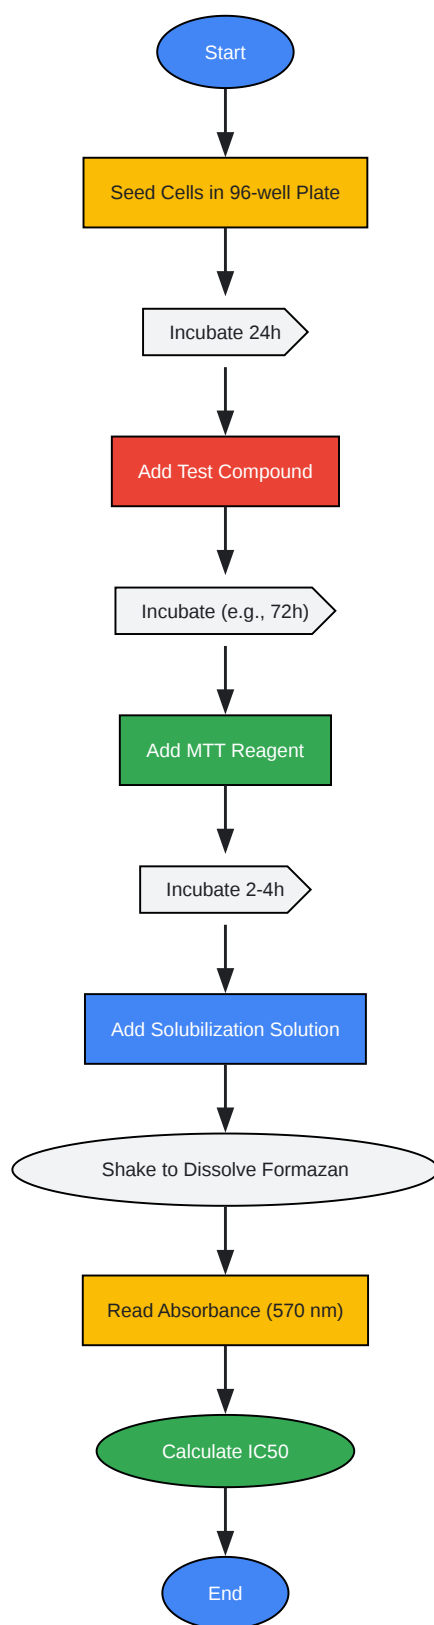 Start
Seed Cells in 96-well Plate
Incubate 24h
Add Test Compound
Incubate (e.g., 72h)
Add MTT Reagent
Incubate 2-4h
Add Solubilization Solution
Shake to Dissolve Formazan
Read Absorbance (570 nm)
Calculate IC50
End